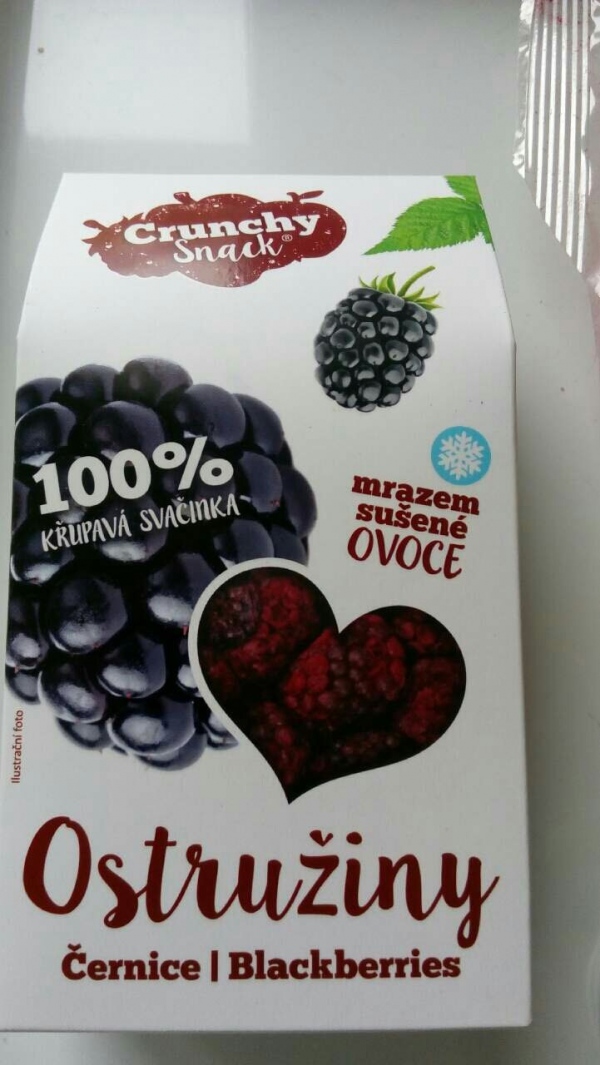 Crunchy
Snack®
100%
KŘUPAVÁ SVAČINKA
mrazem
sušené
OVOCE
Ilustrační foto
Ostružiny
Černice | Blackberries